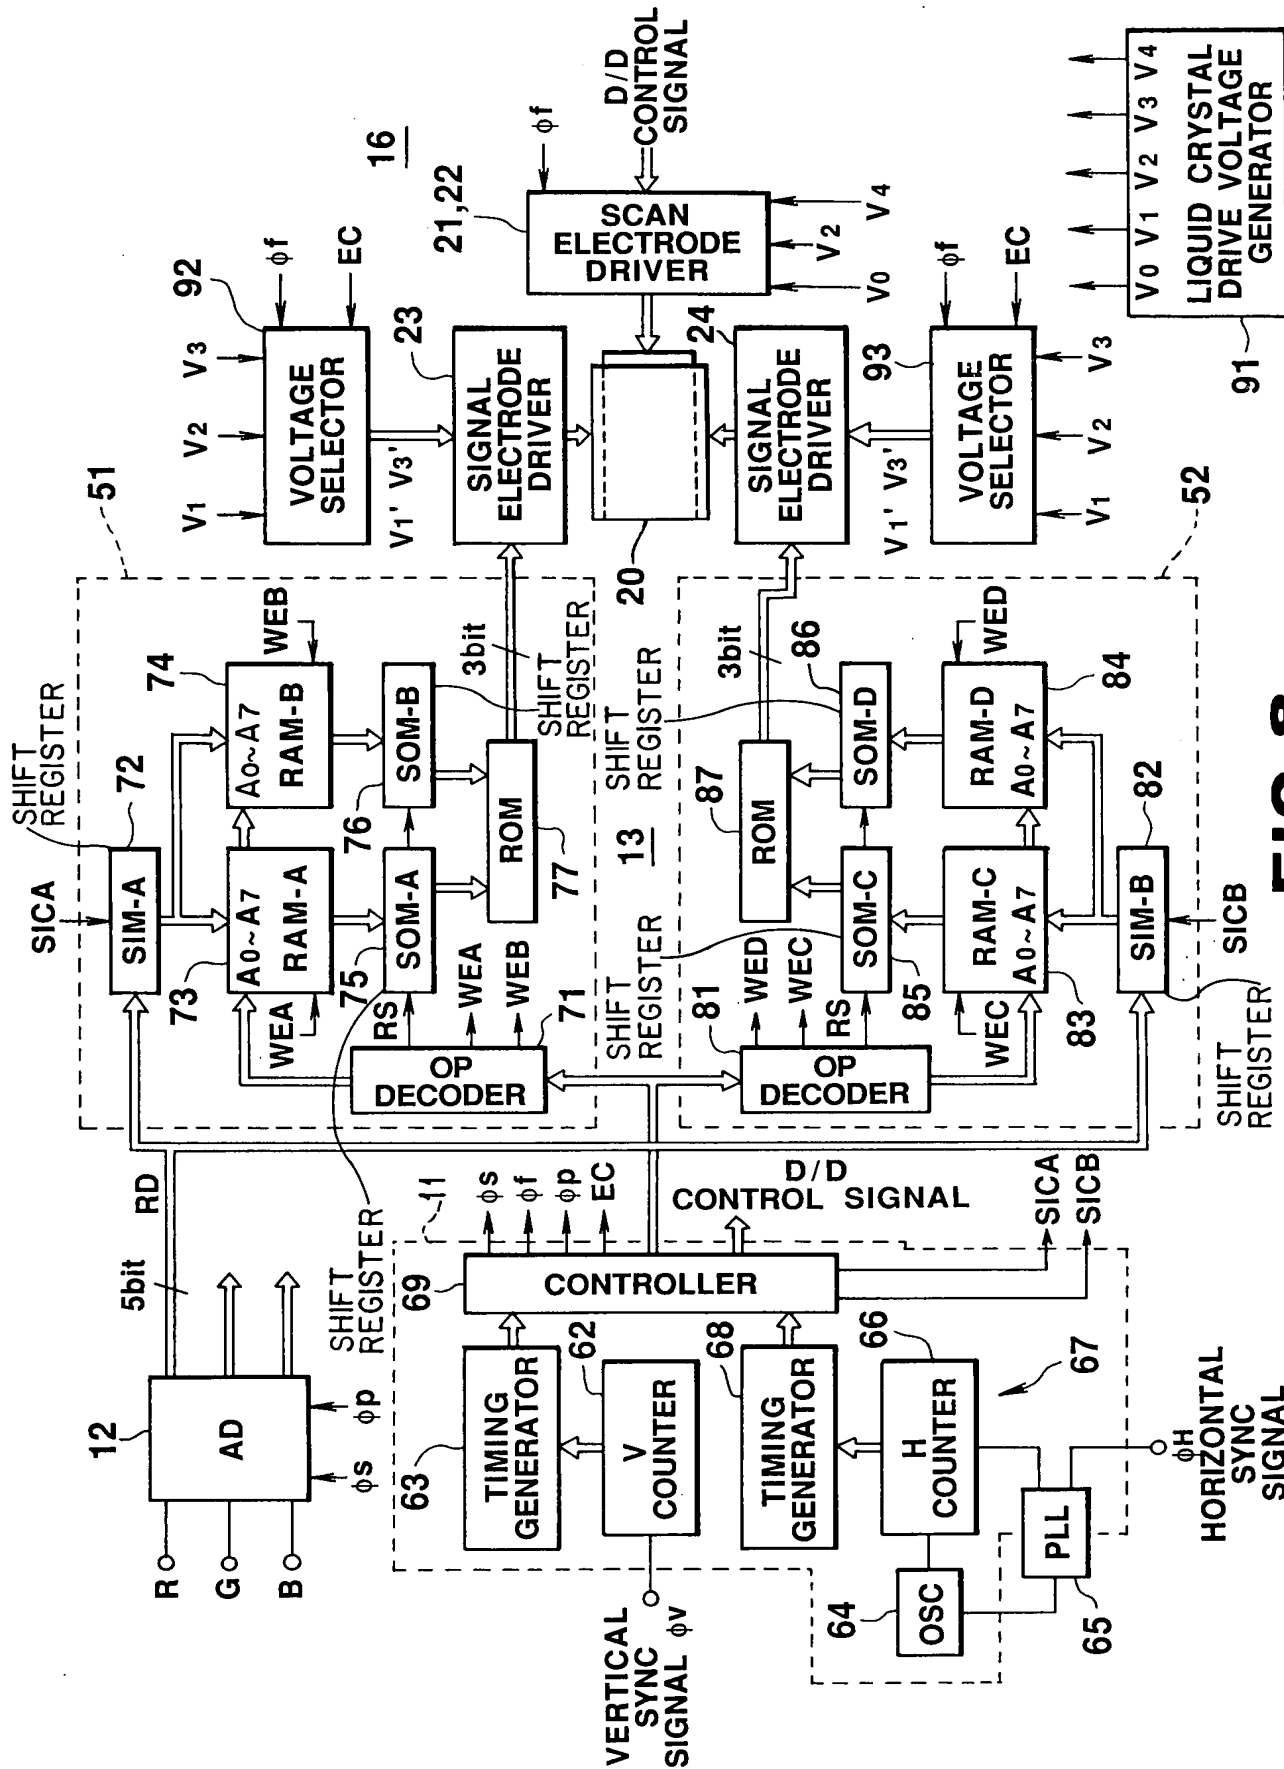 R
G
B
12
AD
φs
φp
5bit
RD
VERTICAL
SYNC
SIGNAL φV
11
63
TIMING
GENERATOR
62
V
COUNTER
68
TIMING
GENERATOR
66
H
COUNTER
67
64
OSC
65
PLL
φH
HORIZONTAL
SYNC
SIGNAL
69
CONTROLLER
φs
φf
φp
EC
D/D
CONTROL SIGNAL
SICA
SICB
51
SICA
SHIFT
REGISTER
SIM-A
72
73
A0~A7
RAM-A
WEA
74
A0~A7
RAM-B
WEB
75
SOM-A
RS
76
SOM-B
SHIFT
REGISTER
SHIFT
REGISTER
WEA
WEB
71
OP
DECODER
ROM
77
3bit
13
52
SHIFT
REGISTER
SHIFT
REGISTER
81
OP
DECODER
WED
WEC
RS
87
ROM
3bit
85
SOM-C
86
SOM-D
WEC
RAM-C
A0~A7
83
WED
RAM-D
A0~A7
84
SIM-B
82
SICB
SHIFT
REGISTER
V1 V2 V3
92
VOLTAGE
SELECTOR
φf
EC
V1' V3'
23
SIGNAL
ELECTRODE
DRIVER
20
24
SIGNAL
ELECTRODE
DRIVER
V1' V3'
93
VOLTAGE
SELECTOR
φf
EC
V1 V2 V3
16
21,22
SCAN
ELECTRODE
DRIVER
φf
D/D
CONTROL
SIGNAL
V0 V2 V4
V0 V1 V2 V3 V4
LIQUID CRYSTAL
DRIVE VOLTAGE
GENERATOR
91